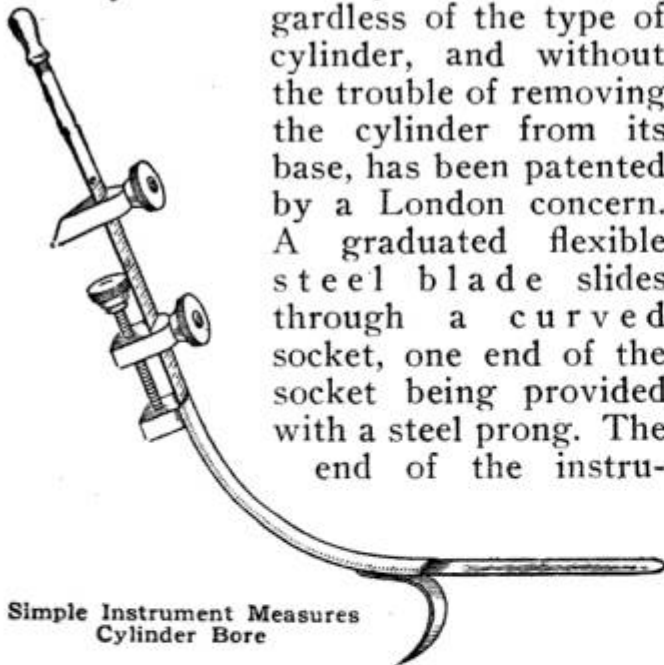 gardless of the type of
cylinder, and without
the trouble of removing
the cylinder from its
base, has been patented
by a London concern.
A graduated flexible
steel blade slides
through a curved
socket, one end of the
socket being provided
with a steel prong. The
end of the instru-
Simple Instrument Measures
Cylinder Bore